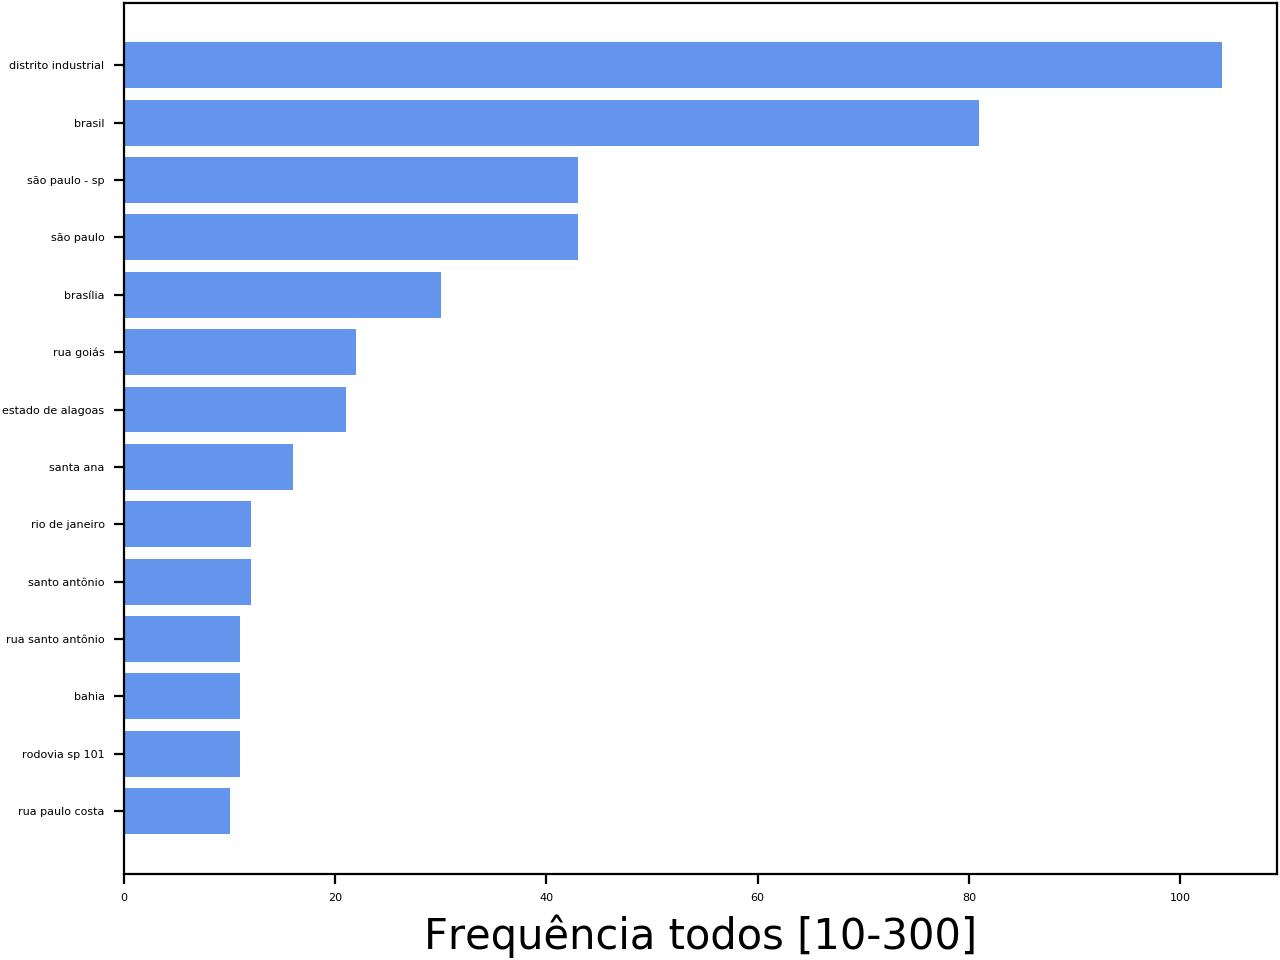 distrito industrial
brasil
são paulo - sp
são paulo
brasília
rua goiás
estado de alagoas
santa ana
rio de janeiro
santo antônio
rua santo antônio
bahia
rodovia sp 101
rua paulo costa
0 20 40 60 80 100
Frequência todos [10-300]